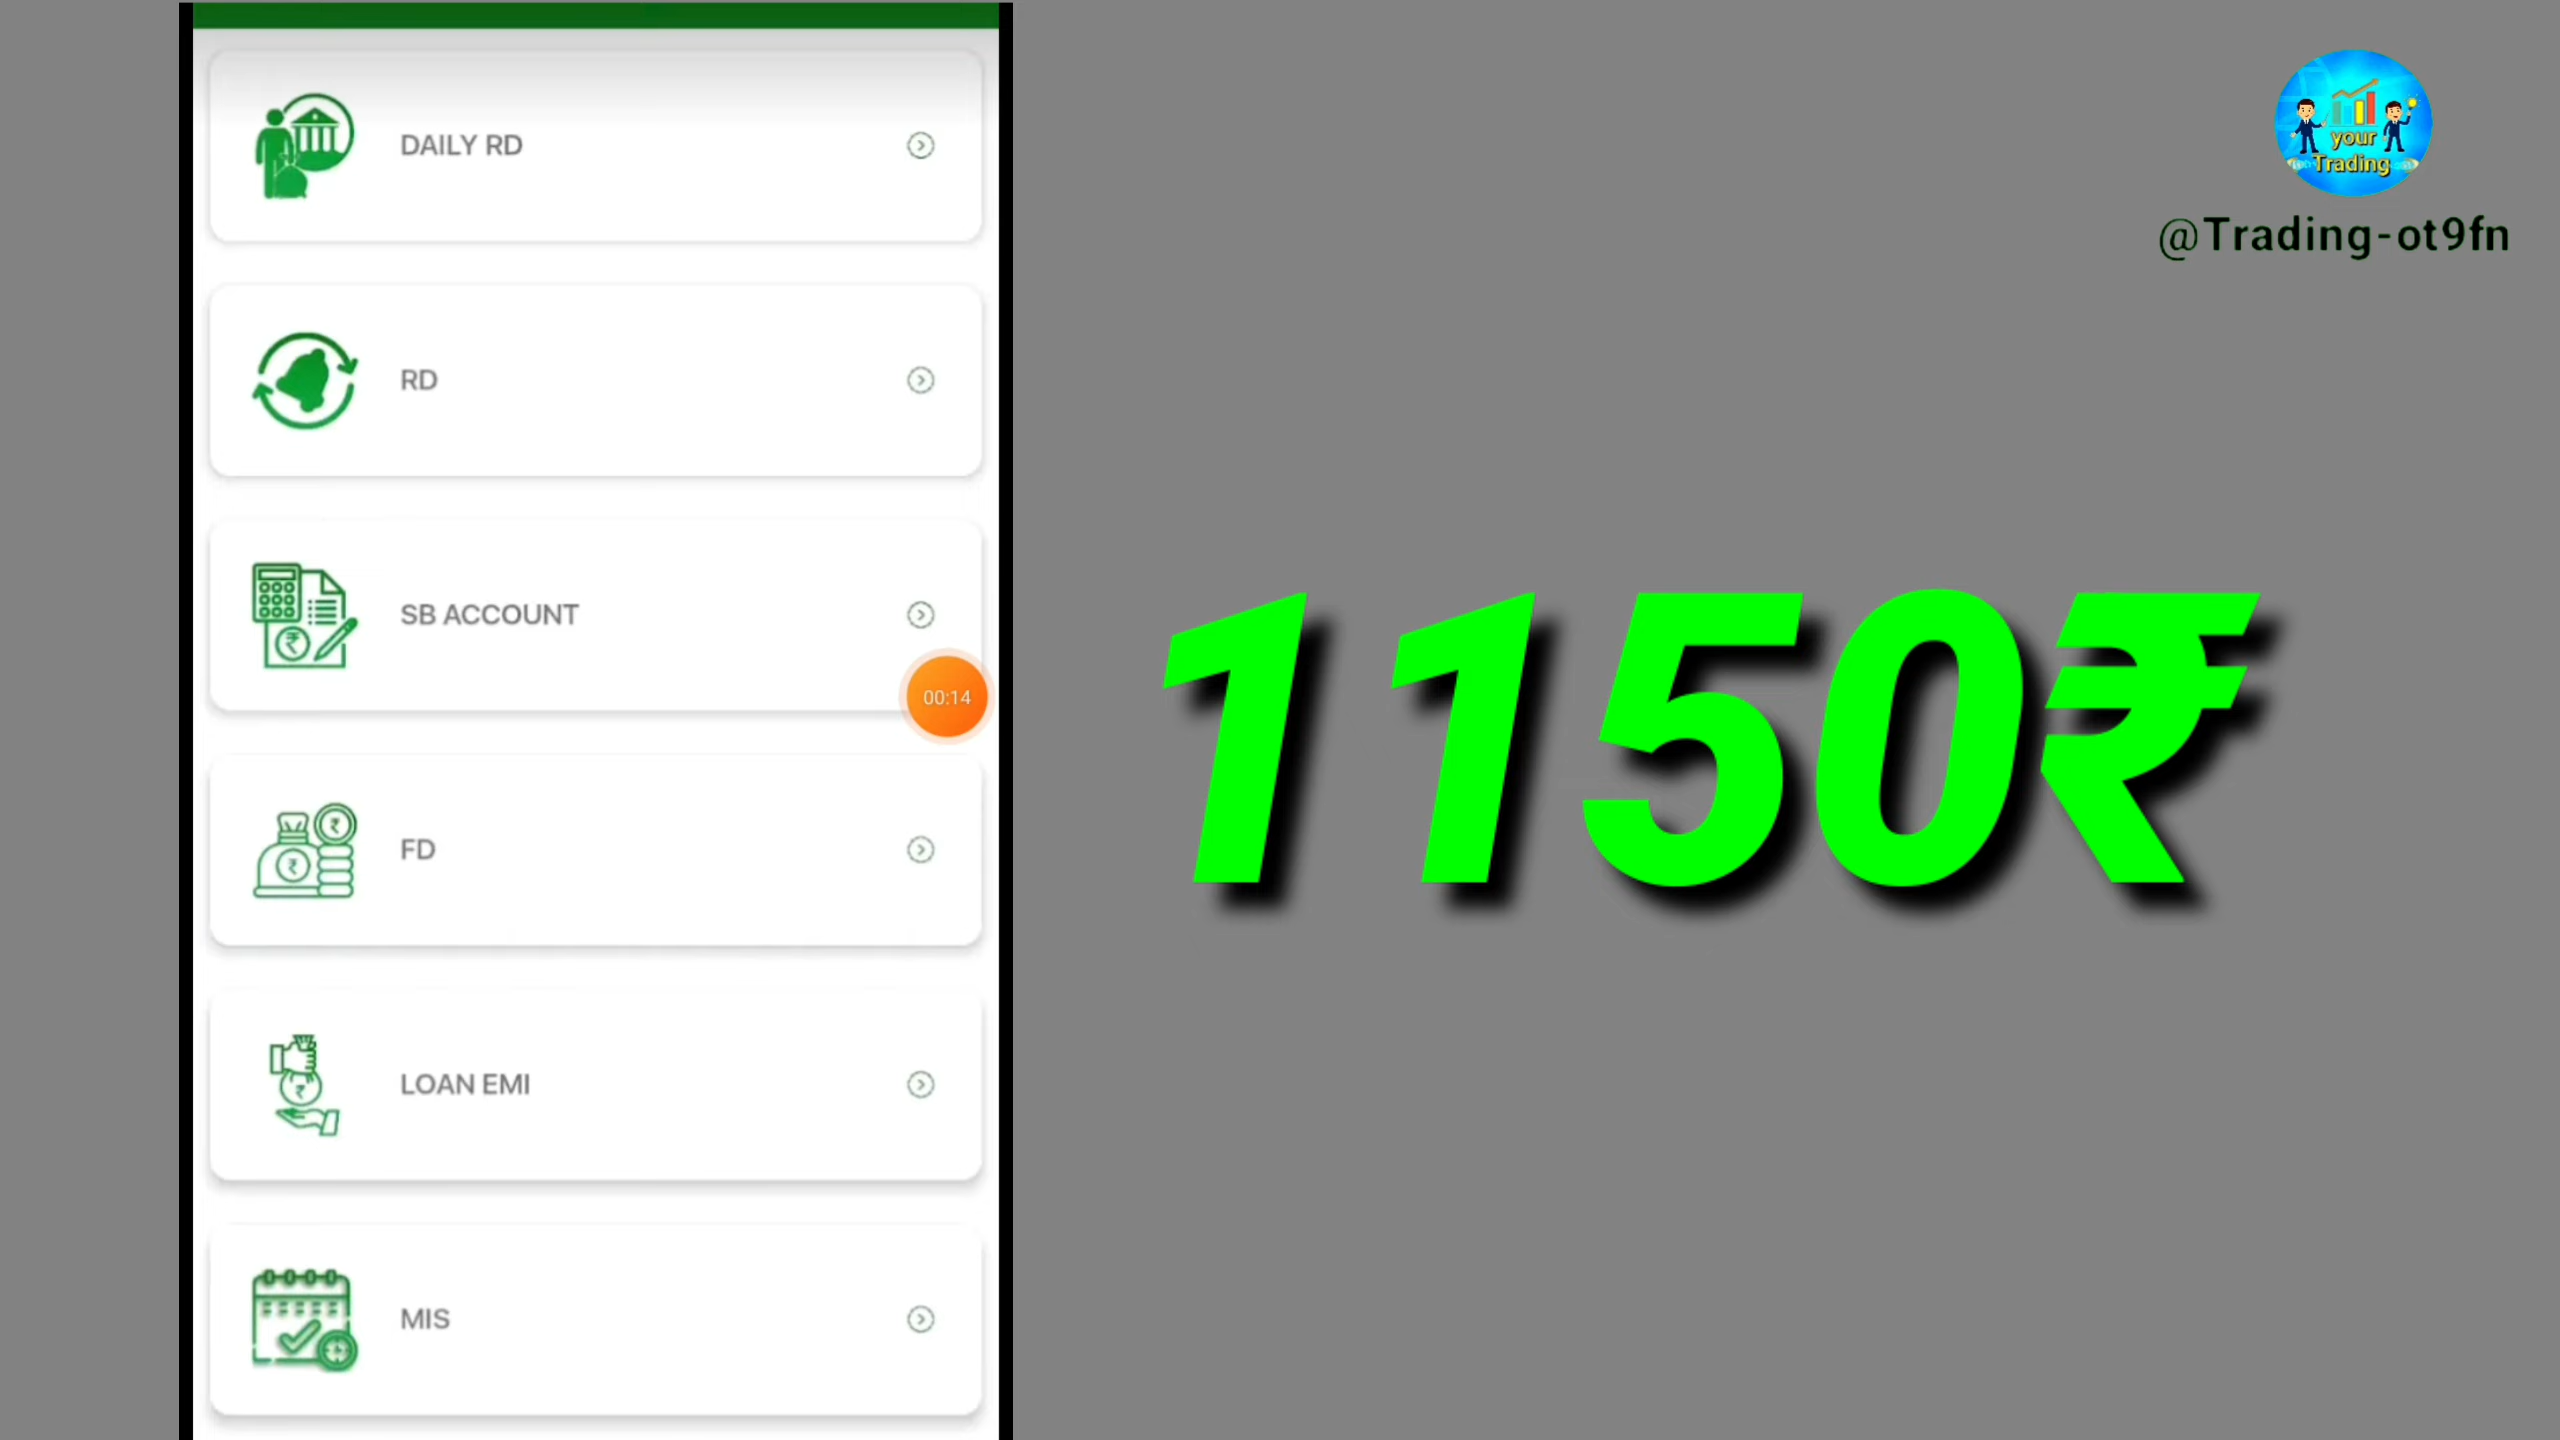 DAILY RD
RD
SB ACCOUNT
00:14
FD
LOAN EMI
MIS
your
Trading
@Trading-ot9fn
1150₹